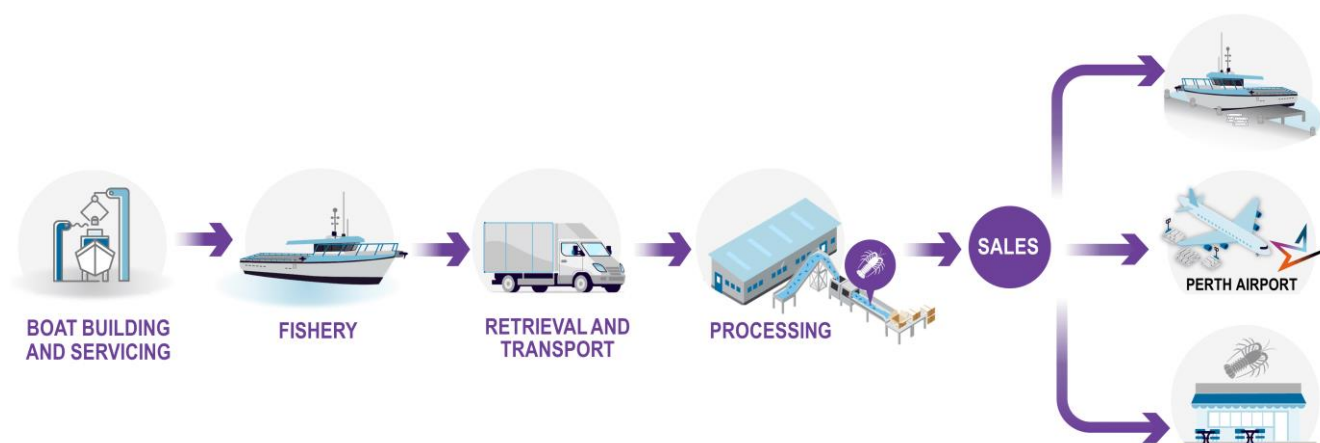 BOAT BUILDING
AND SERVICING
FISHERY
RETRIEVAL AND
TRANSPORT
PROCESSING
SALES
PERTH AIRPORT